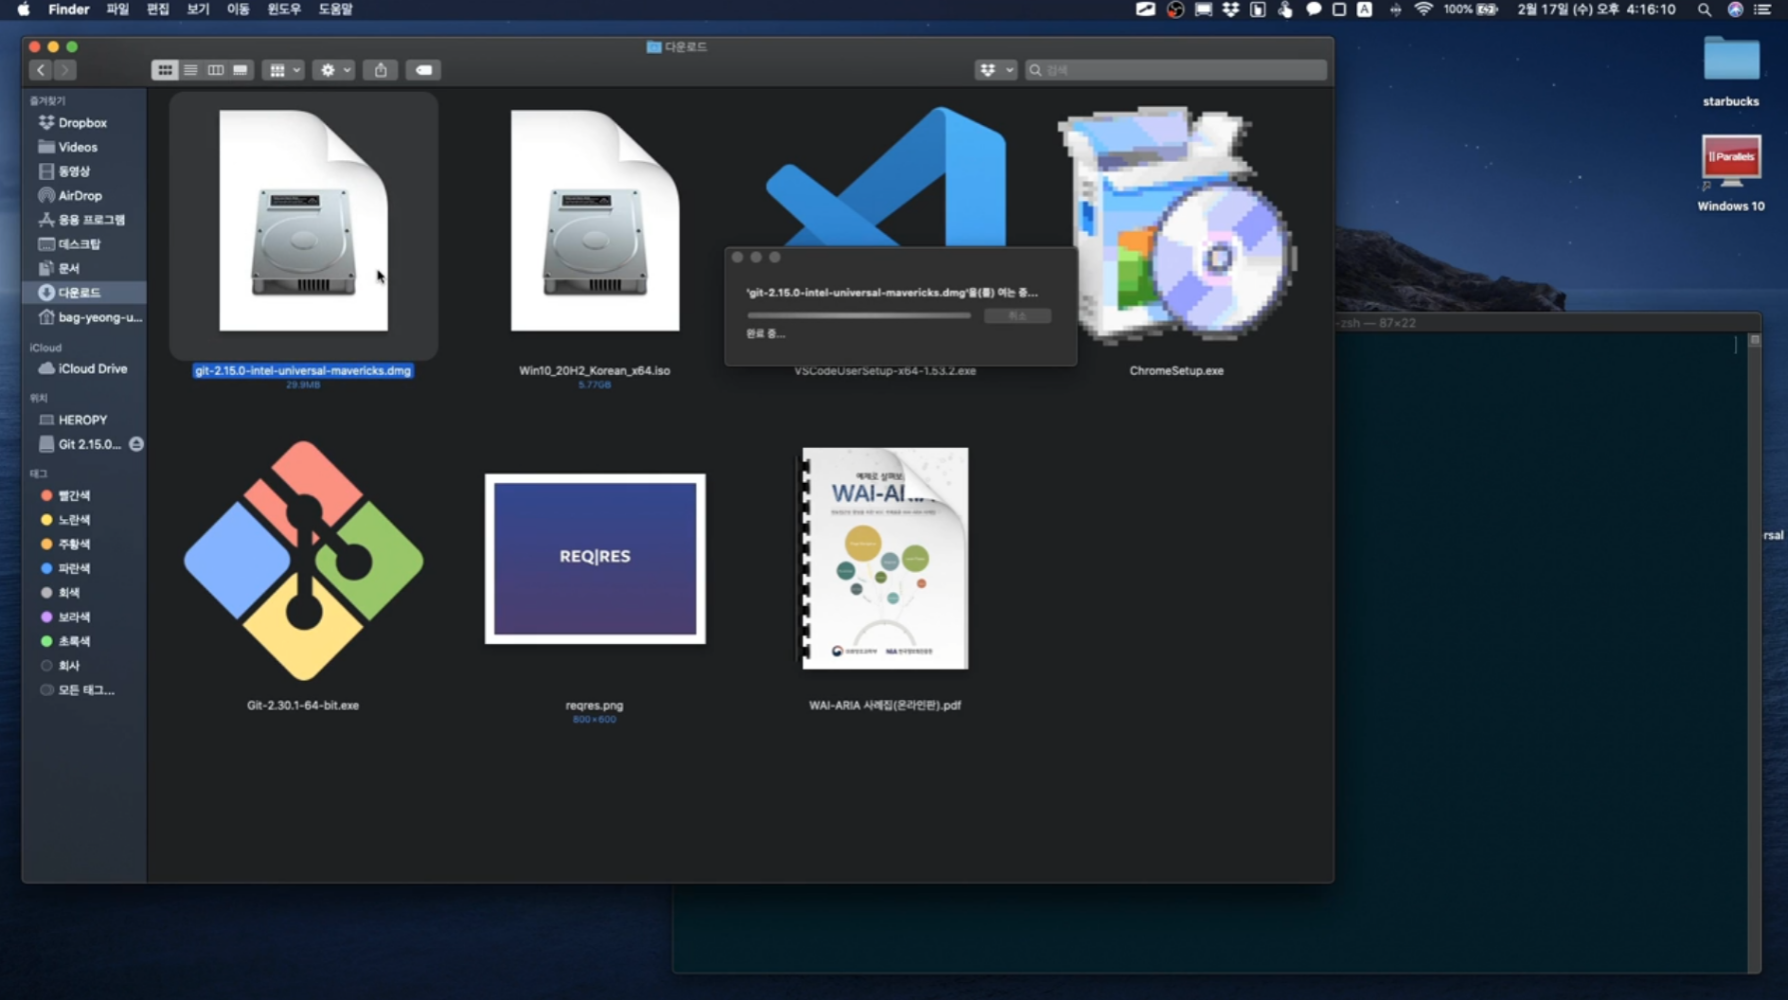 Finder 파일 편집 보기 이동 윈도우 도움말
A 100% 2월 17일 (수) 오후 4:16:10
다운로드
검색
즐겨찾기
Dropbox
Videos
동영상
AirDrop
응용 프로그램
데스크탑
문서
다운로드
bag-yeong-u...
iCloud
iCloud Drive
위치
HEROPY
Git 2.15.0...
태그
빨간색
노란색
주황색
파란색
회색
보라색
초록색
회사
모든 태그...
git-2.15.0-intel-universal-mavericks.dmg
29.9MB
Win10_20H2_Korean_x64.iso
5.77GB
VSCodeUserSetup-x64-1.53.2.exe
ChromeSetup.exe
'git-2.15.0-intel-universal-mavericks.dmg'을(를) 여는 중...
취소
완료 중...
Git-2.30.1-64-bit.exe
REQ|RES
reqres.png
800×600
예제로 살펴보
WAI-ARIA
WAI-ARIA 사례집(온라인판).pdf
starbucks
Parallels
Windows 10
-zsh — 87×22
rsal